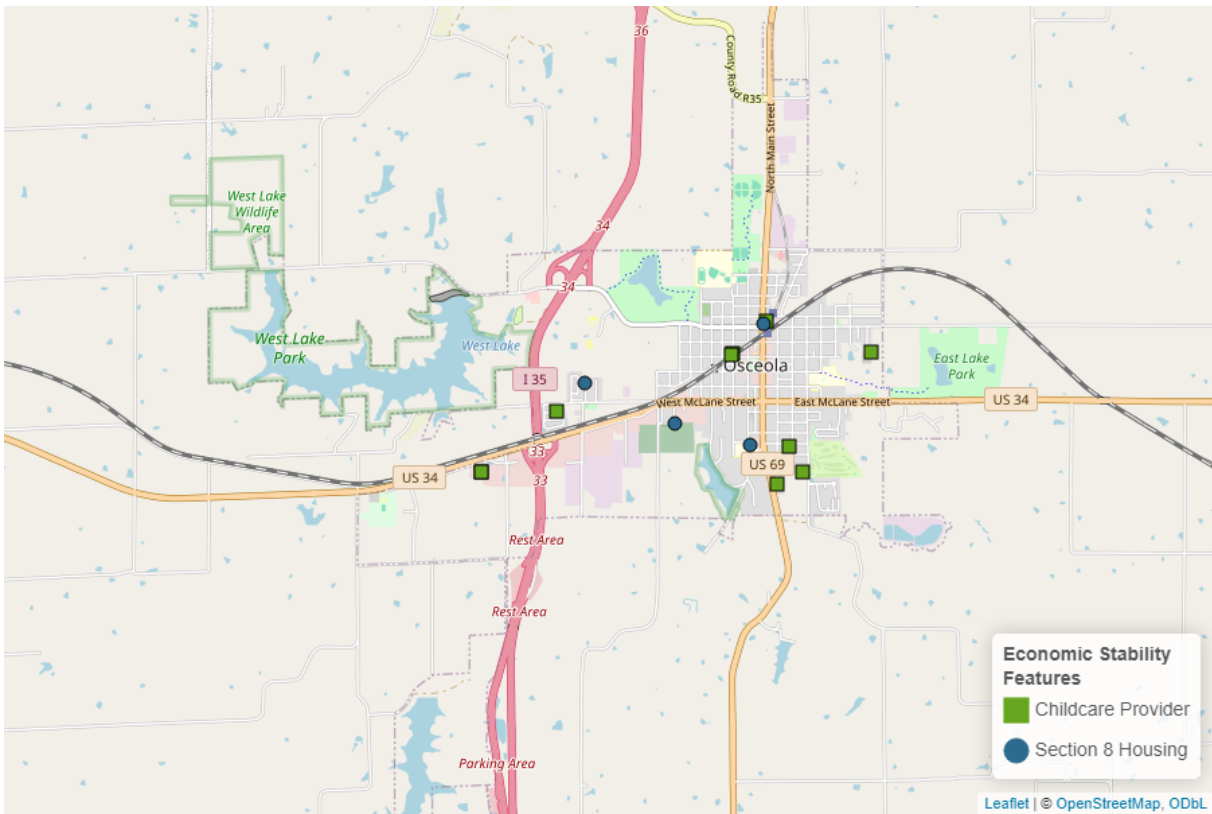 36
County Road R35
North Main Street
West Lake
Wildlife
Area
34
34
West Lake
Park
West Lake
I 35
Osceola
East Lake
Park
West McLane Street
East McLane Street
US 34
33
US 69
US 34
33
Rest Area
Rest Area
Parking Area
Economic Stability
Features
Childcare Provider
Section 8 Housing
Leaflet | © OpenStreetMap, ODbL